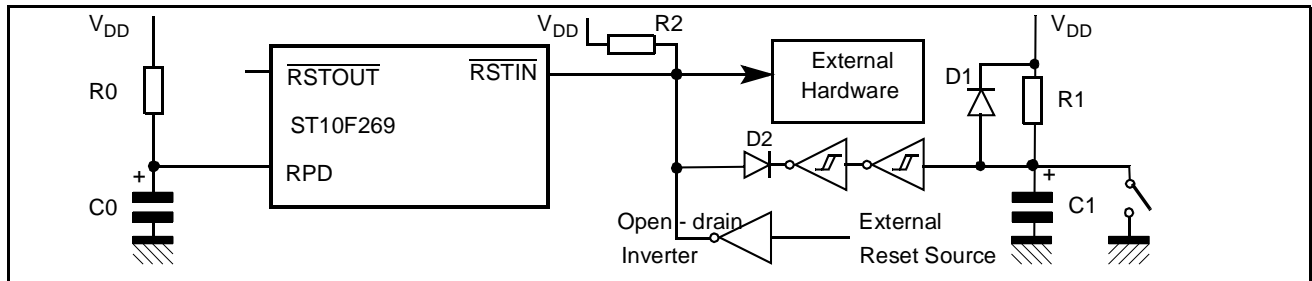 VDD
R0
+
C0
RSTOUT
RSTIN
ST10F269
RPD
VDD
R2
External
Hardware
D2
Open - drain
Inverter
External
Reset Source
VDD
D1
R1
+
C1